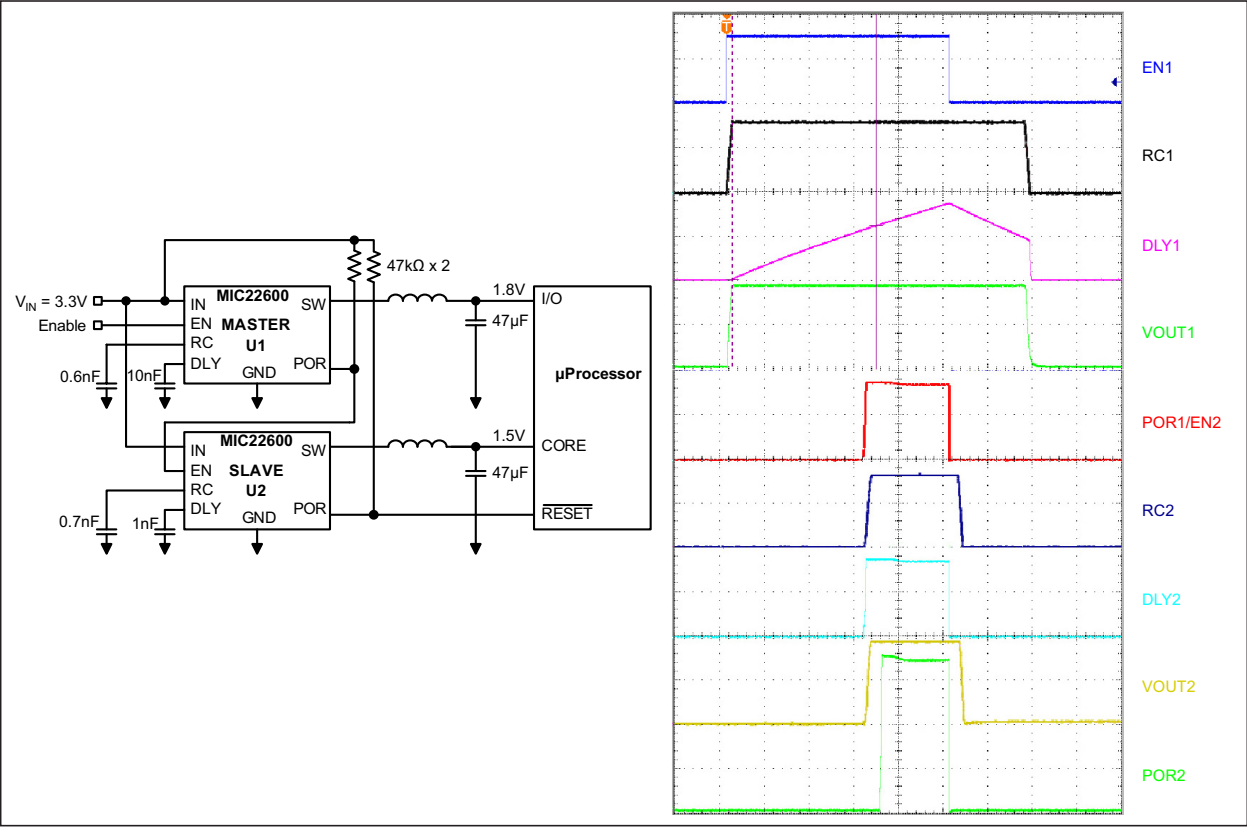 T
EN1
RC1
DLY1
VOUT1
POR1/EN2
RC2
DLY2
VOUT2
POR2
47kΩ x 2
VIN = 3.3V
Enable
IN
EN
RC
DLY
MIC22600
MASTER
U1
GND
SW
POR
0.6nF
10nF
1.8V
47µF
I/O
µProcessor
CORE
RESET
1.5V
47µF
IN
EN
RC
DLY
MIC22600
SLAVE
U2
GND
SW
POR
0.7nF
1nF